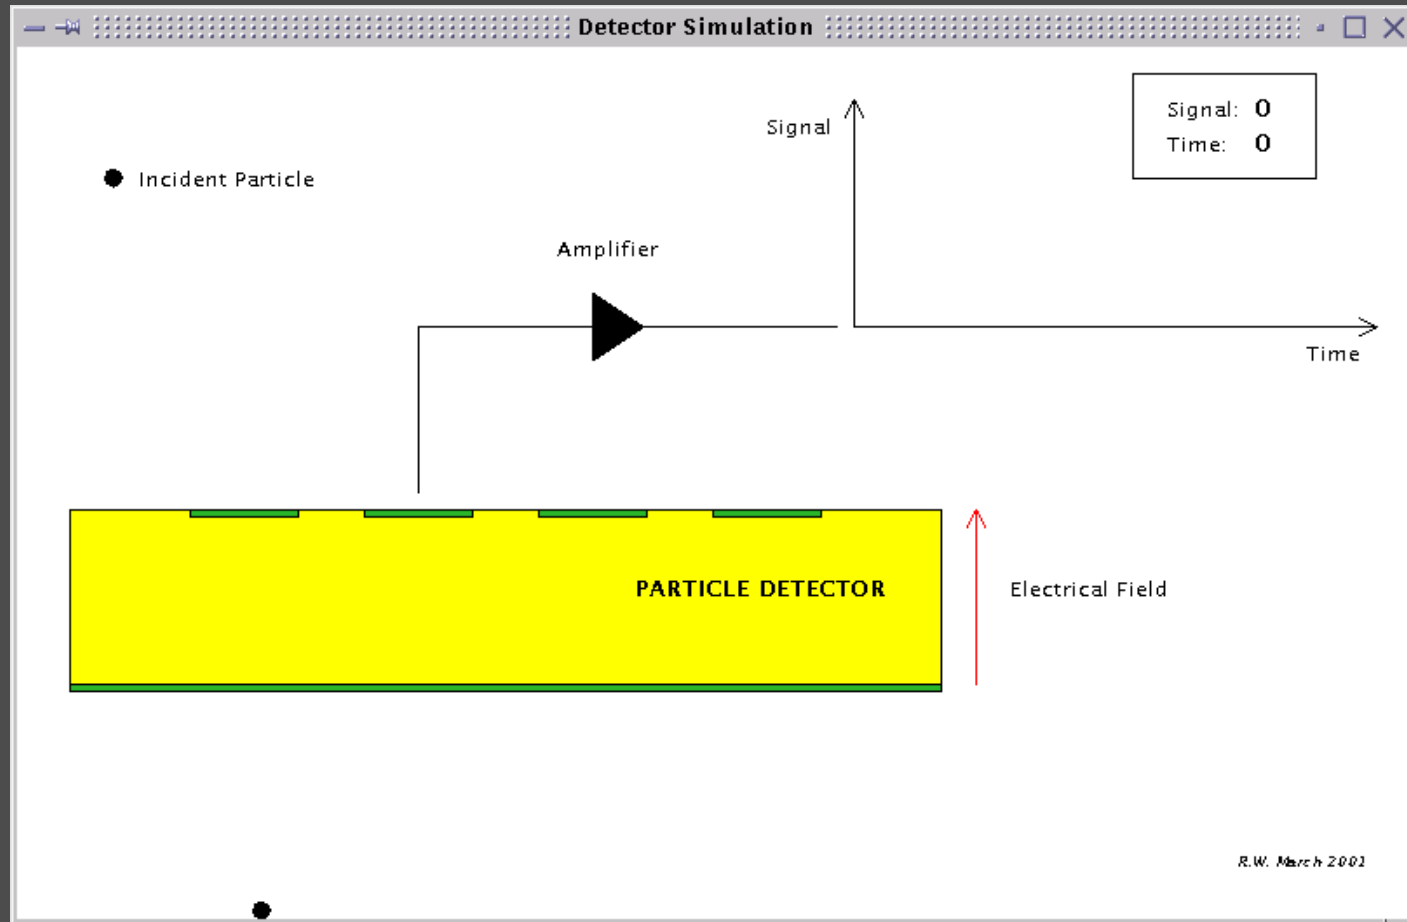 Detector Simulation
Signal: 0
Time: 0
Signal
Incident Particle
Amplifier
Time
PARTICLE DETECTOR
Electrical Field
R.W. March 2001